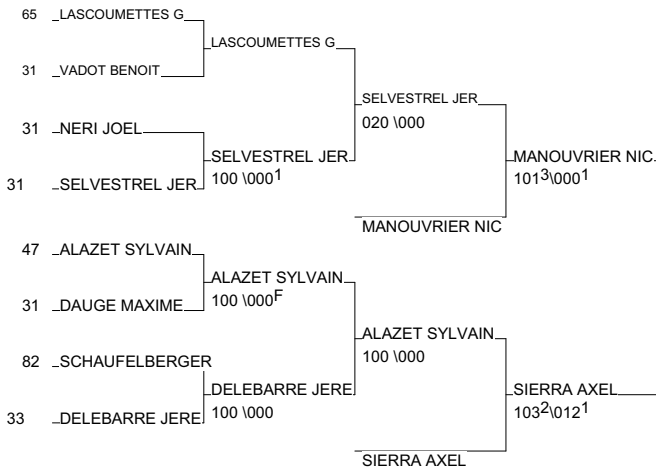 65 LASCOUMETTES G
LASCOUMETTES G
31 VADOT BENOIT
SELVESTREL JER
020 \000
31 NERI JOEL
SELVESTREL JER
100 \0001
MANOUVRIER NIC
1013\0001
31 SELVESTREL JER
MANOUVRIER NIC
47 ALAZET SYLVAIN
ALAZET SYLVAIN
100 \000F
31 DAUGE MAXIME
ALAZET SYLVAIN
100 \000
82 SCHAUFELBERGER
DELEBARRE JERE
100 \000
SIERRA AXEL
1032\0121
33 DELEBARRE JERE
SIERRA AXEL